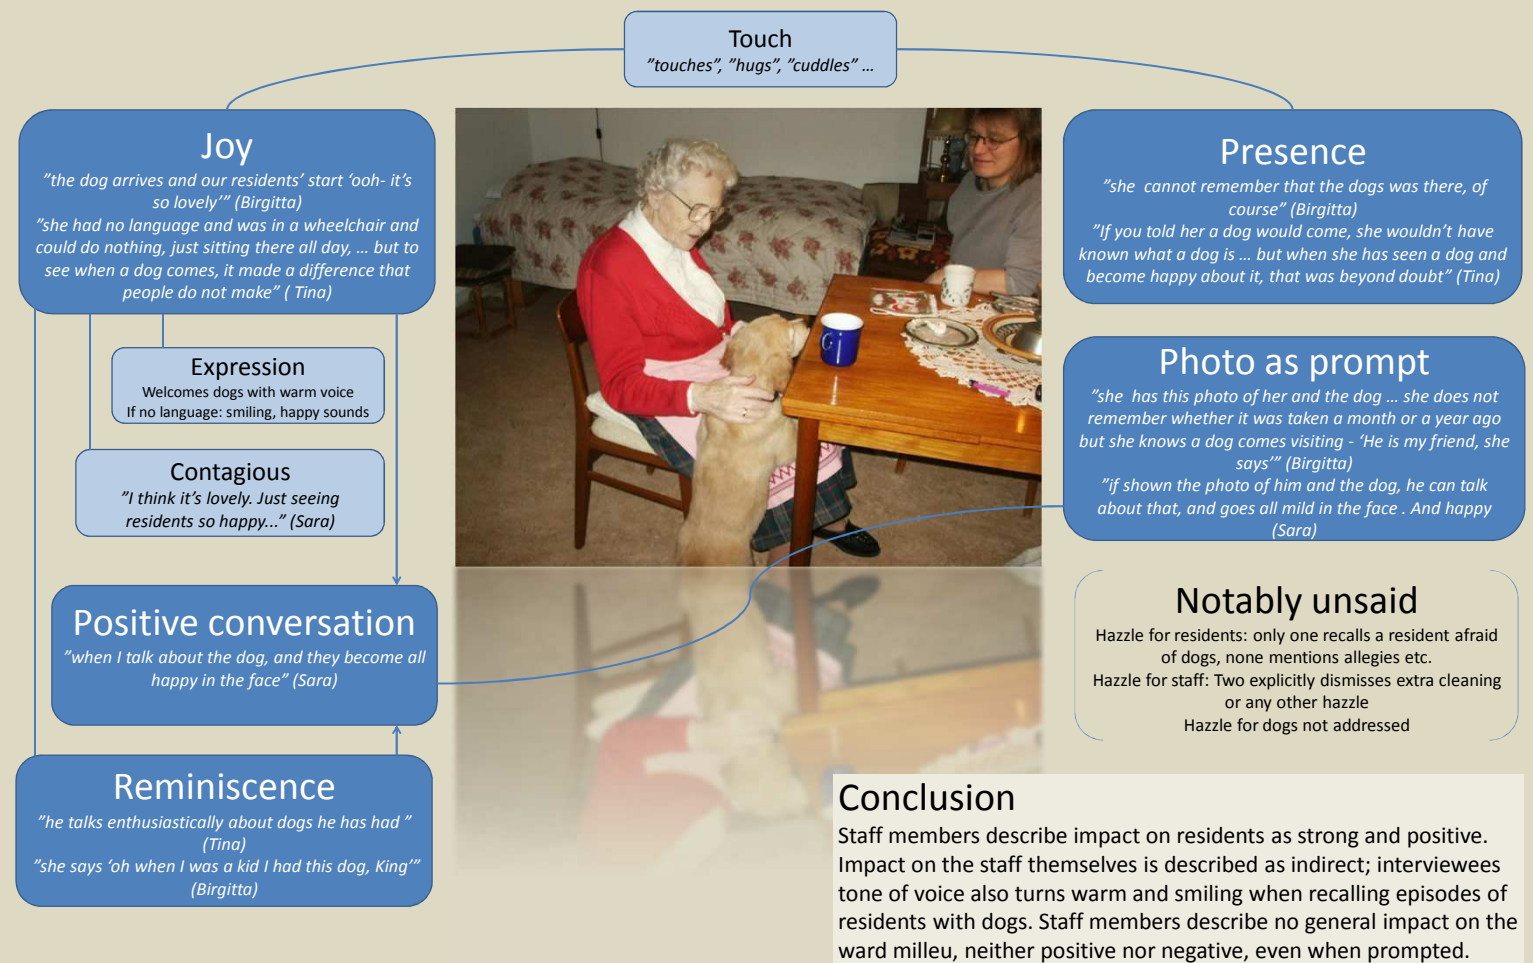 Touch
”touches”, ”hugs”, ”cuddles” …
Joy
”the dog arrives and our residents’ start ‘ooh- it’s
so lovely’” (Birgitta)
”she had no language and was in a wheelchair and
could do nothing, just sitting there all day, … but to
see when a dog comes, it made a difference that
people do not make” ( Tina)
Expression
Welcomes dogs with warm voice
If no language: smiling, happy sounds
Contagious
”I think it’s lovely. Just seeing
residents so happy...” (Sara)
Positive conversation
”when I talk about the dog, and they become all
happy in the face” (Sara)
Reminiscence
”he talks enthusiastically about dogs he has had ”
(Tina)
”she says ‘oh when I was a kid I had this dog, King’”
(Birgitta)
Presence
”she cannot remember that the dogs was there, of
course” (Birgitta)
”If you told her a dog would come, she wouldn’t have
known what a dog is … but when she has seen a dog and
become happy about it, that was beyond doubt” (Tina)
Photo as prompt
”she has this photo of her and the dog … she does not
remember whether it was taken a month or a year ago
but she knows a dog comes visiting - ‘He is my friend, she
says’” (Birgitta)
”if shown the photo of him and the dog, he can talk
about that, and goes all mild in the face . And happy
(Sara)
Notably unsaid
Hazzle for residents: only one recalls a resident afraid
of dogs, none mentions allegies etc.
Hazzle for staff: Two explicitly dismisses extra cleaning
or any other hazzle
Hazzle for dogs not addressed
Conclusion
Staff members describe impact on residents as strong and positive.
Impact on the staff themselves is described as indirect; interviewees
tone of voice also turns warm and smiling when recalling episodes of
residents with dogs. Staff members describe no general impact on the
ward milleu, neither positive nor negative, even when prompted.